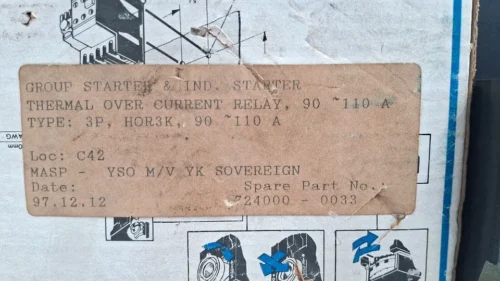 GROUP STARTER & IND. STARTER
THERMAL OVER CURRENT RELAY, 90 ~110 A
TYPE: 3P, HOR3K, 90 ~110 A
Loc: C42
MASP - YSO M/V YK SOVEREIGN
Date: Spare Part No.
97.12.12 724000 - 0033
AWG